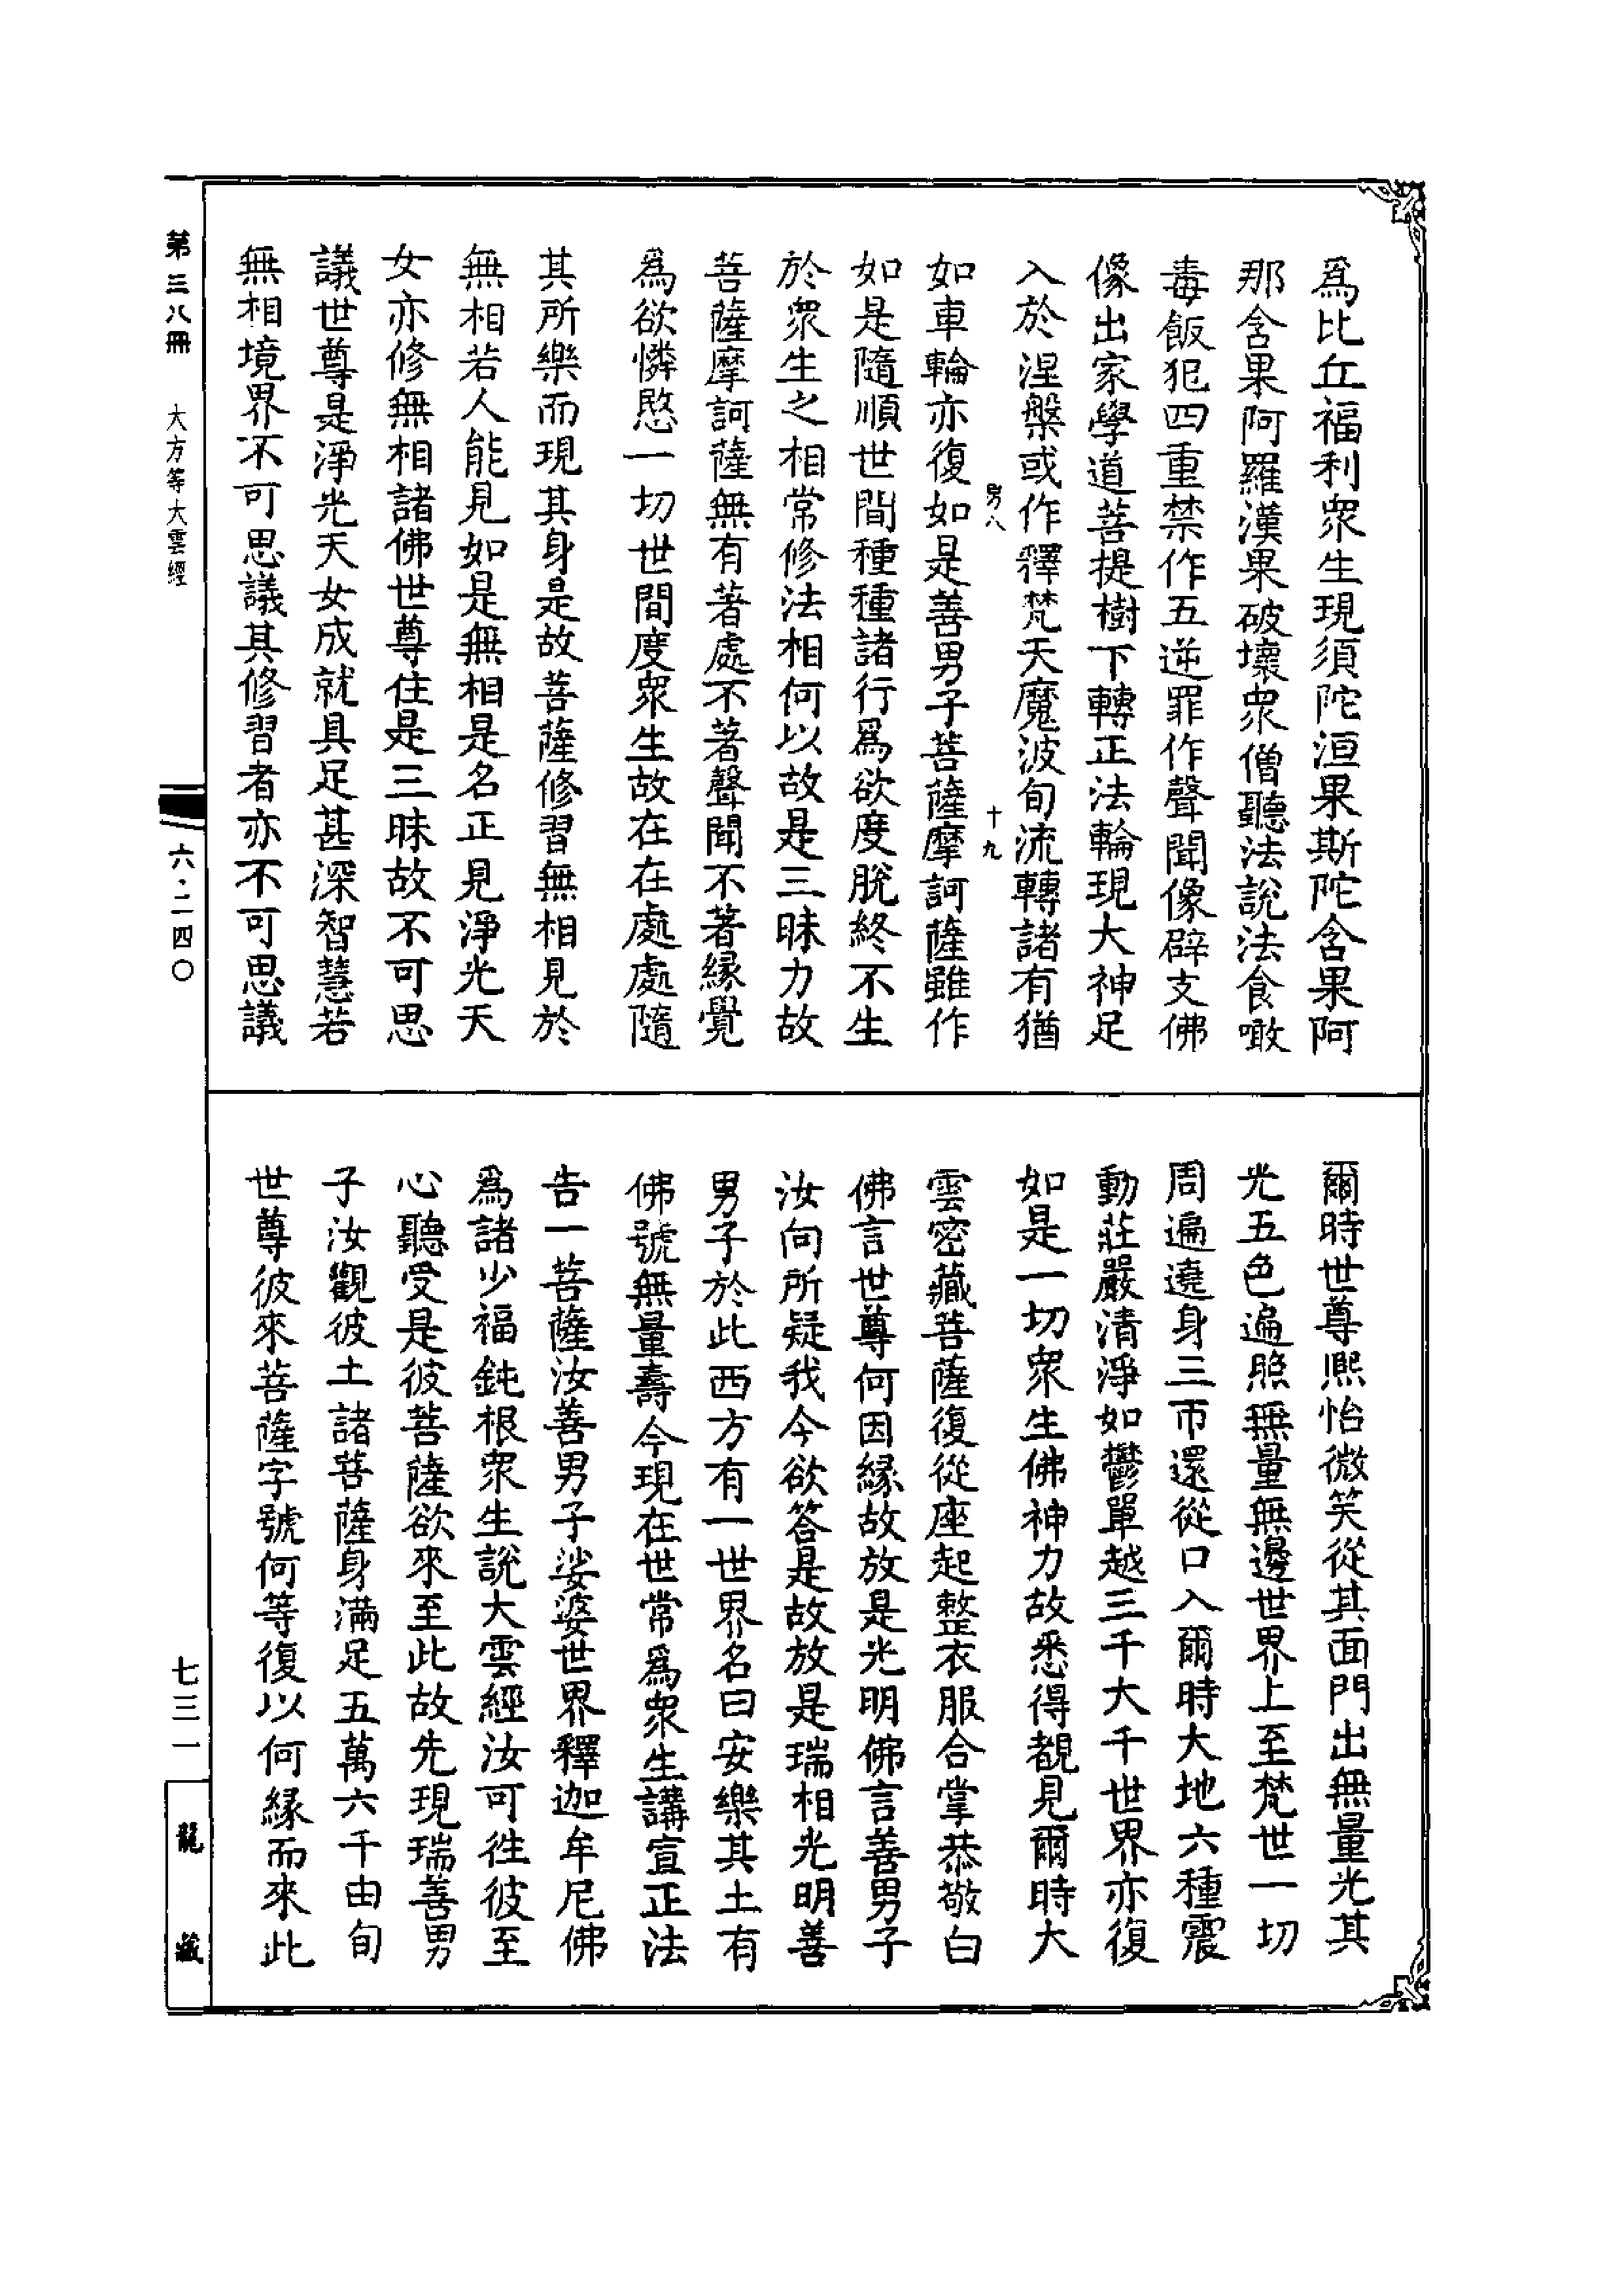 爲比丘福利衆生現須陀洹果斯陀含果阿
那含果阿羅漢果破壞衆僧聽法說法食噉
毒飯犯四重禁作五逆罪作聲聞像辟支佛
像出家學道菩提樹下轉正法輪現大神足
入於涅槃或作釋梵天魔波旬流轉諸有猶
男八 十九
如車輪亦復如是善男子菩薩摩訶薩雖作
如是隨順世間種種諸行爲欲度脫終不生
於衆生之相常修法相何以故是三昧力故
菩薩摩訶薩無有著處不著聲聞不著緣覺
爲欲憐愍一切世間度衆生故在在處處隨
其所樂而現其身是故菩薩修習無相見於
無相若人能見如是無相是名正見淨光天
女亦修無相諸佛世尊住是三昧故不可思
議世尊是淨光天女成就具足甚深智慧若
無相境界不可思議其修習者亦不可思議
爾時世尊熙怡微笑從其面門出無量光其
光五色遍照無量無邊世界上至梵世一切
周遍遶身三帀還從口入爾時大地六種震
動莊嚴清淨如鬱單越三千大千世界亦復
如是一切衆生佛神力故悉得覩見爾時大
雲密藏菩薩復從座起整衣服合掌恭敬白
佛言世尊何因緣故放是光明佛言善男子
汝向所疑我今欲答是故放是瑞相光明善
男子於此西方有一世界名曰安樂其土有
佛號無量壽今現在世常爲衆生講宣正法
告一菩薩汝善男子娑婆世界釋迦牟尼佛
爲諸少福鈍根衆生說大雲經汝可往彼至
心聽受是彼菩薩欲來至此故先現瑞善男
子汝觀彼土諸菩薩身滿足五萬六千由旬
世尊彼來菩薩字號何等復以何緣而來此
第三八冊 大方等大雲經 六·二四〇 七三一 龍藏